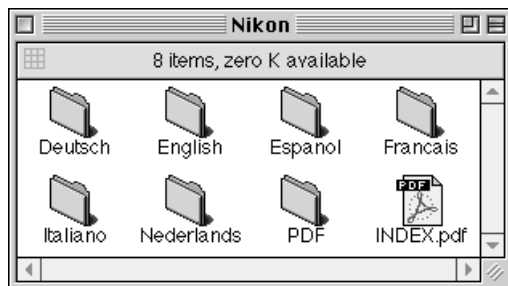 Nikon
8 items, zero K available
Deutsch English Espanol Francais
PDF
Italiano Nederlands PDF INDEX.pdf